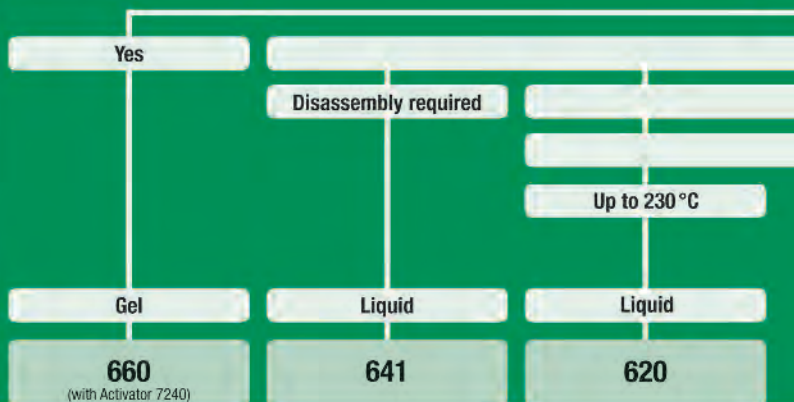 Yes
Disassembly required
Up to 230 °C
Gel
Liquid
Liquid
660
(with Activator 7240)
641
620